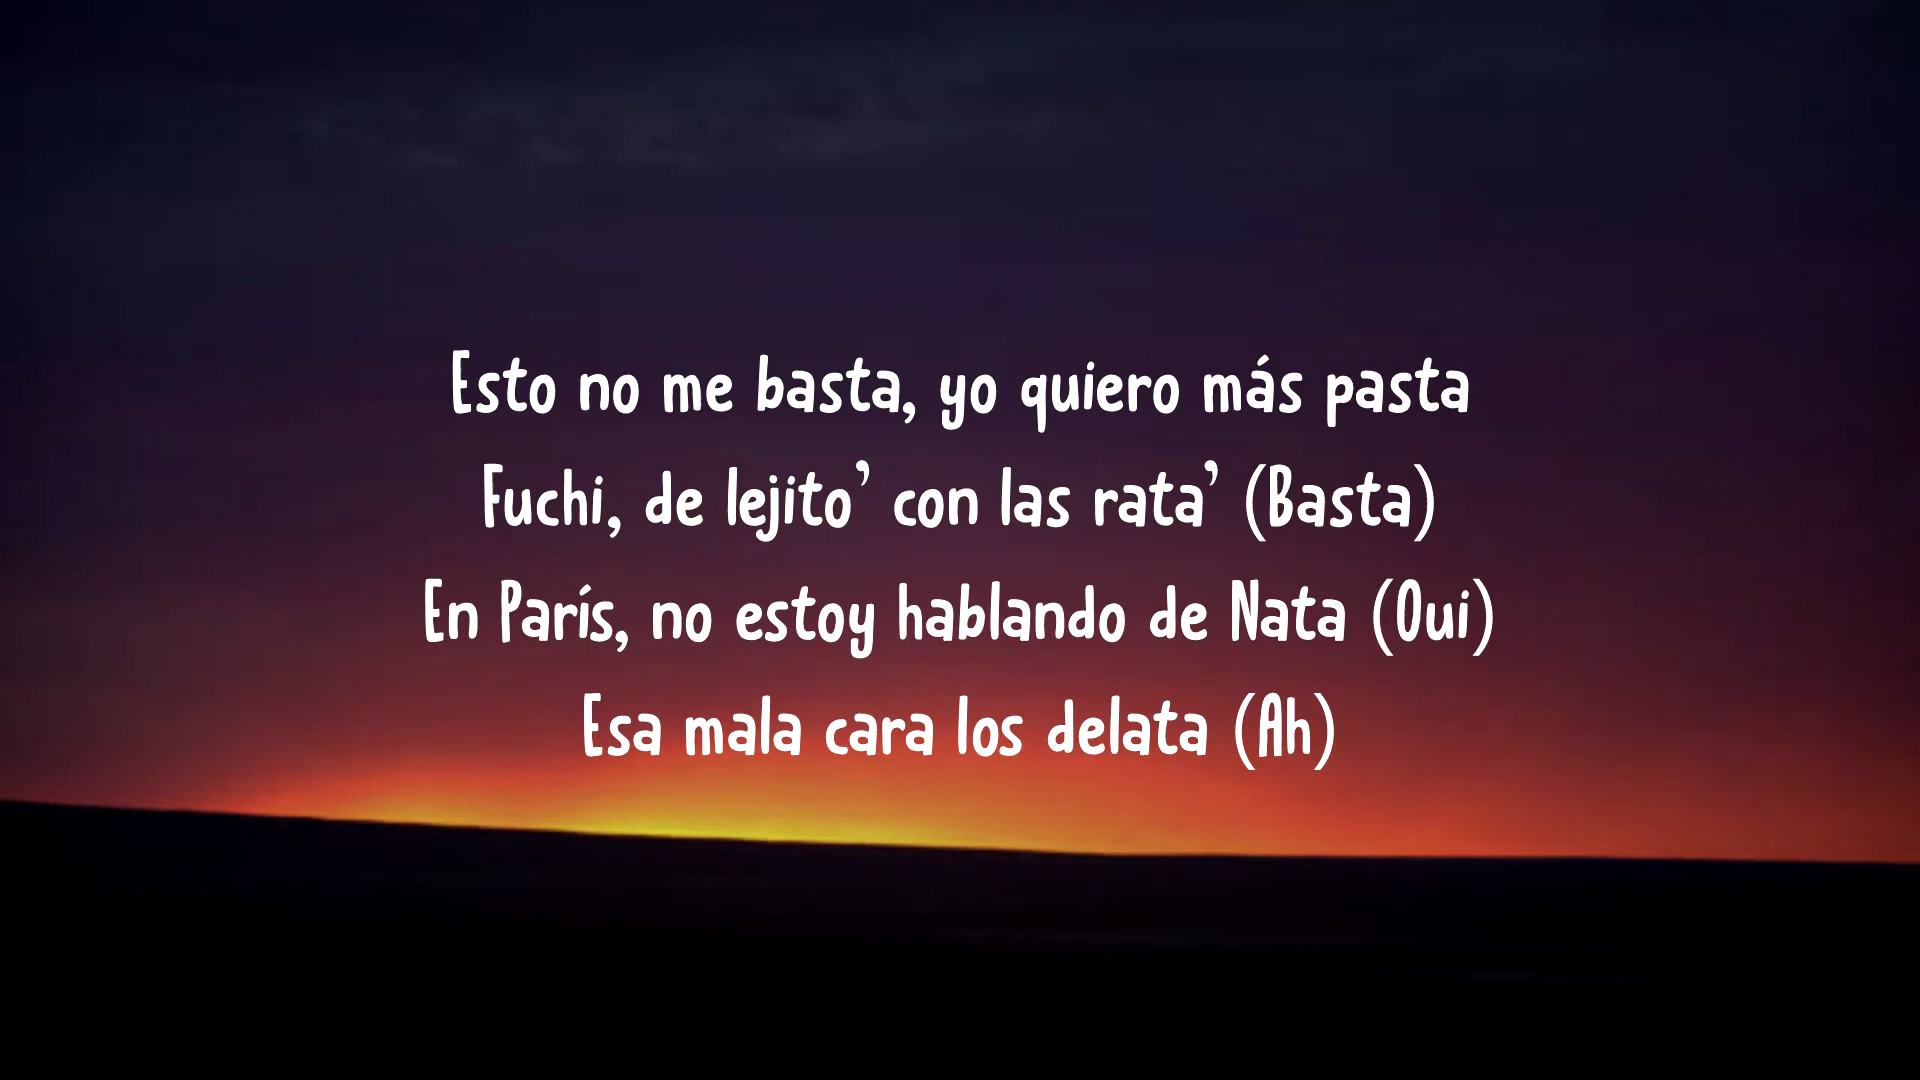 Esto no me basta, yo quiero más pasta
Fuchi, de lejito’ con las rata’ (Basta)
En París, no estoy hablando de Nata (Oui)
Esa mala cara los delata (Ah)